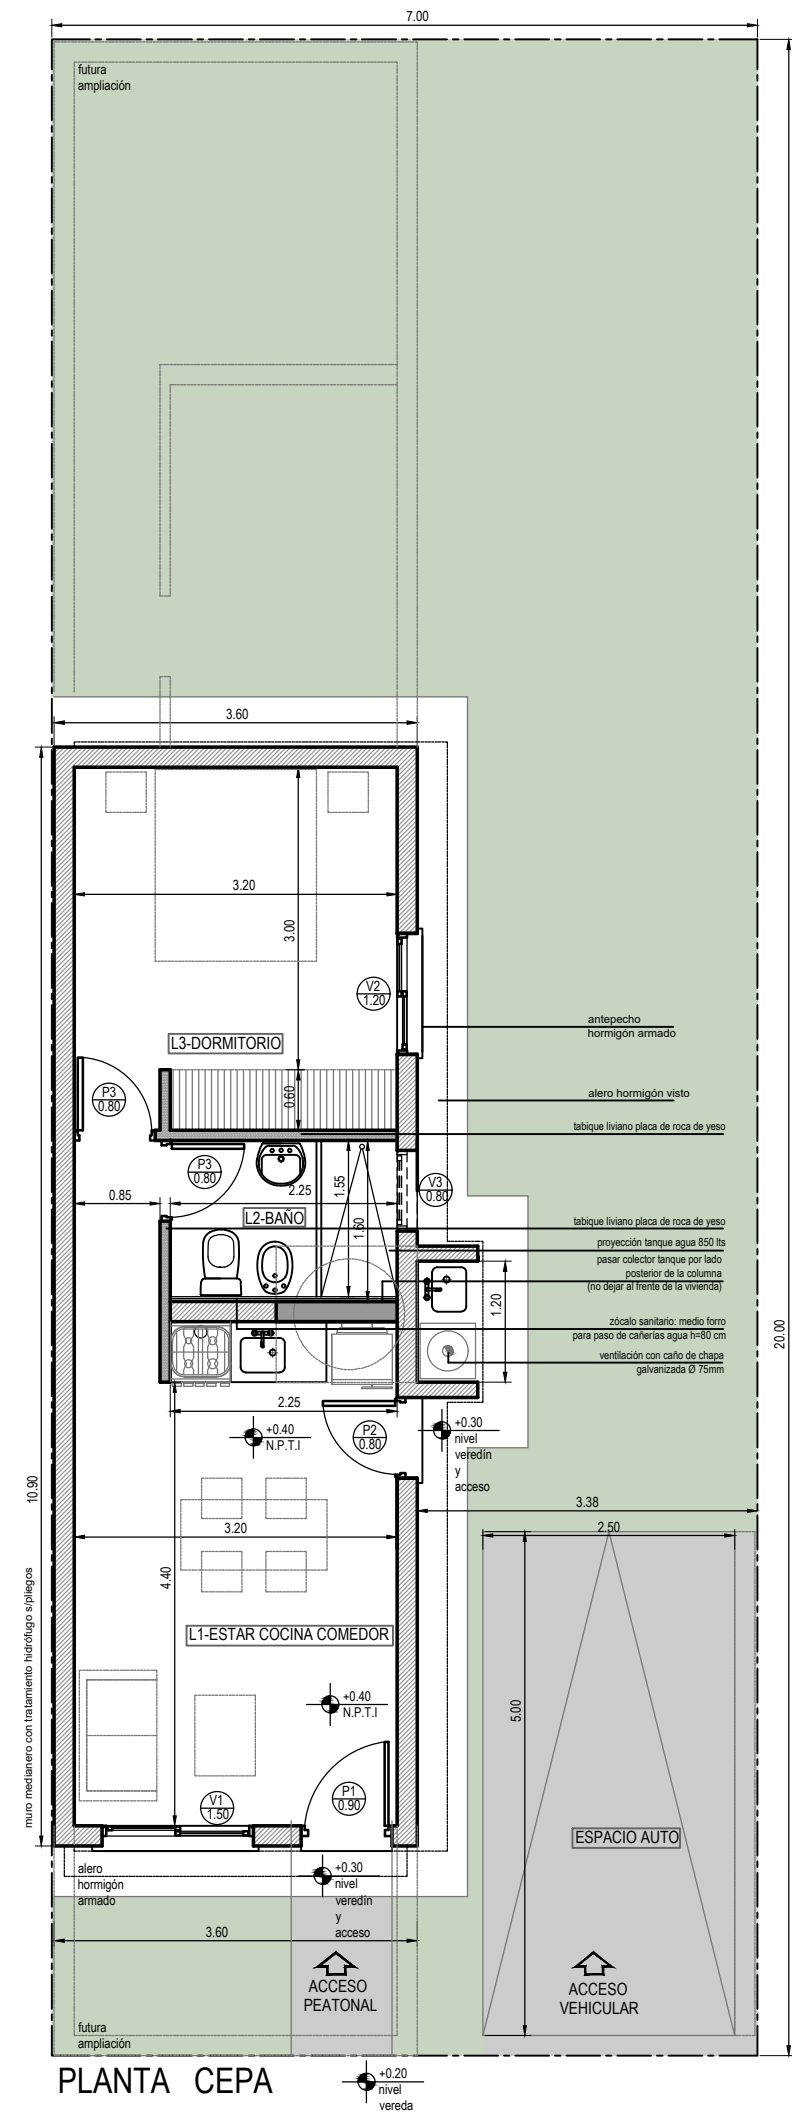 7.00
futura
ampliación
20.00
3.60
3.20
3.00
V2
1.20
antepecho
hormigón armado
L3-DORMITORIO
P3
0.80
0.60
alero hormigón visto
tabique liviano placa de roca de yeso
P3
0.80
0.85
2.25
1.55
1.60
V3
0.80
L2-BAÑO
tabique liviano placa de roca de yeso
proyección tanque agua 850 lts
pasar colector tanque por lado
posterior de la columna
(no dejar al frente de la vivienda)
1.20
zócalo sanitario: medio forro
para paso de cañerías agua h=80 cm
ventilación con caño de chapa
galvanizada Ø 75mm
2.25
+0.40
N.P.T.I
P2
0.80
+0.30
nivel
veredín
y
acceso
10.90
3.38
3.20
2.50
4.40
muro medianero con tratamiento hidrófugo s/pliegos
L1-ESTAR COCINA COMEDOR
+0.40
N.P.T.I
5.00
V1
1.50
P1
0.90
ESPACIO AUTO
alero
hormigón
armado
+0.30
nivel
veredín
y
acceso
3.60
ACCESO
PEATONAL
ACCESO
VEHICULAR
futura
ampliación
PLANTA CEPA
+0.20
nivel
vereda